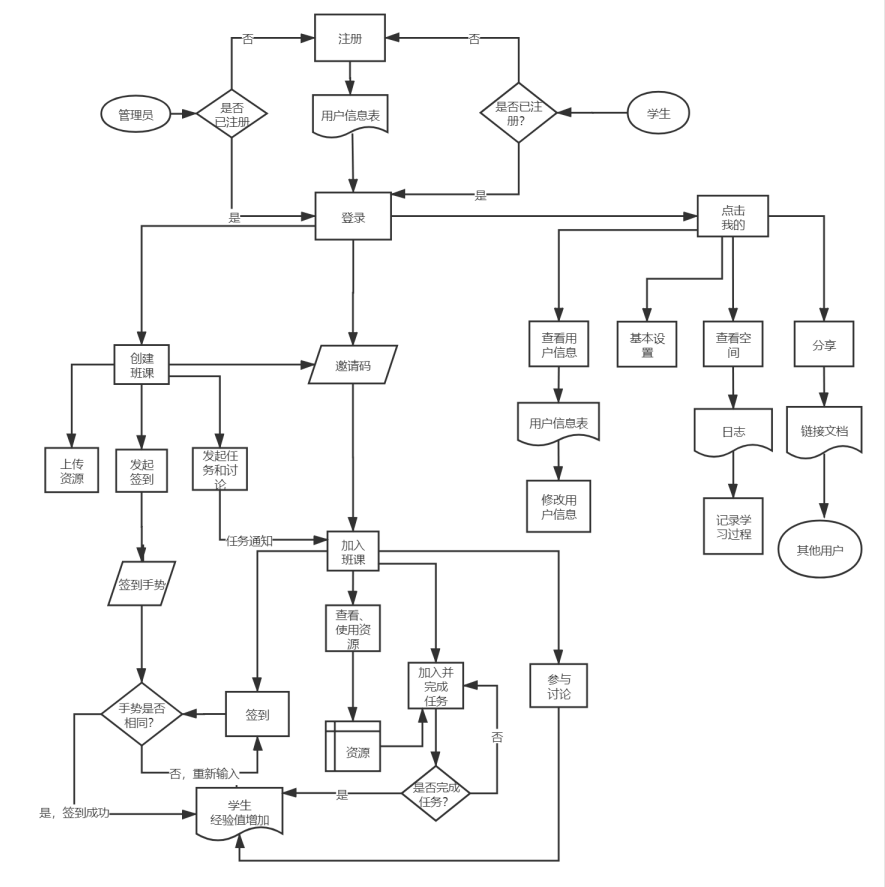 否
注册
否
管理员
是否
已注册
用户信息表
是否已注
册？
学生
是
是
登录
点击
我的
创建
班课
邀请码
查看用
户信息
基本设
置
查看空
间
分享
用户信息表
日志
链接文档
上传
资源
发起
签到
发起任
务和讨
论
修改用
户信息
记录学
习过程
其他用户
任务通知
加入
班课
签到手势
查看、
使用资
源
加入并
完成
任务
参与
讨论
手势是否
相同？
签到
资源
否
否，重新输入
是否完成
任务？
是
是，签到成功
学生
经验值增加